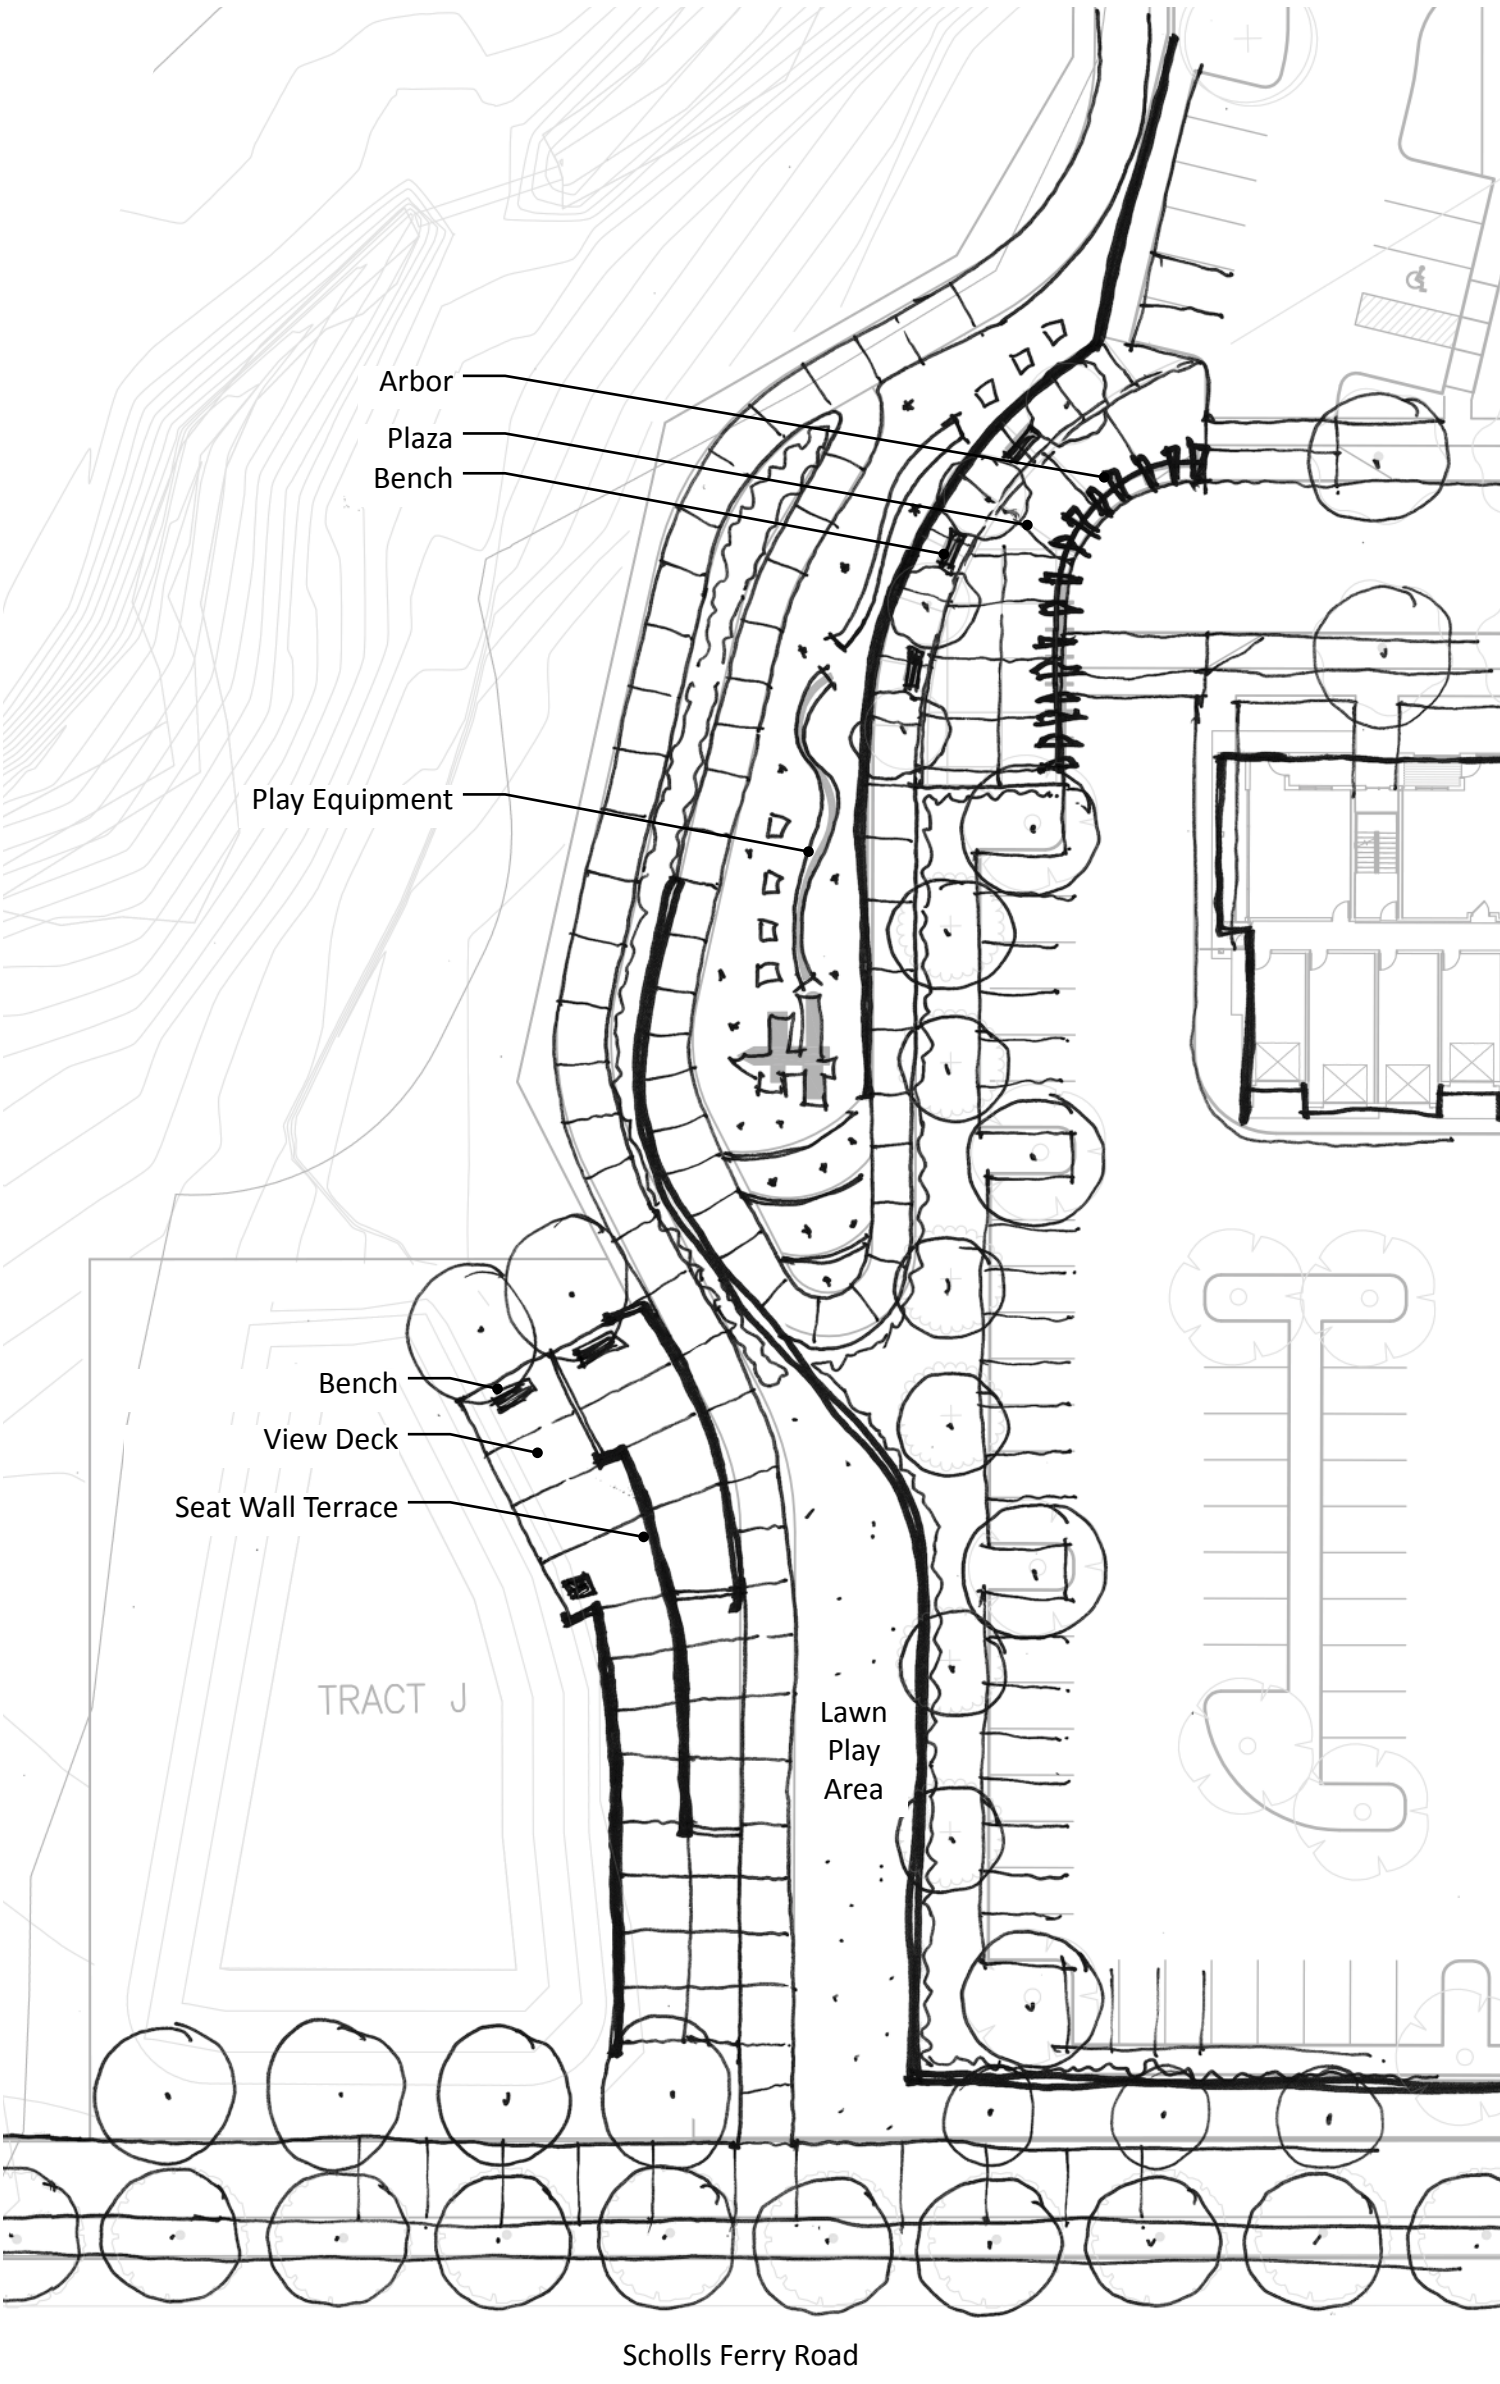 Arbor
Plaza
Bench
Play Equipment
Bench
View Deck
Seat Wall Terrace
TRACT J
Lawn
Play
Area
Scholls Ferry Road